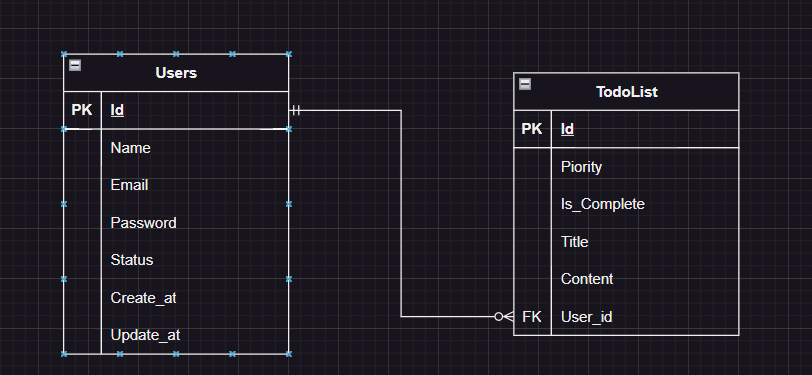 Users
PK Id
Name
Email
Password
Status
Create_at
Update_at
TodoList
PK Id
Piority
Is_Complete
Title
Content
FK User_id